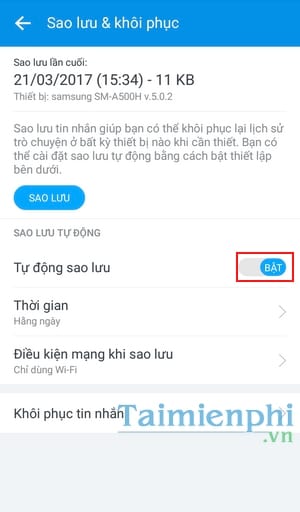 Sao lưu & khôi phục
Sao lưu lần cuối:
21/03/2017 (15:34) - 11 KB
Thiết bị: samsung SM-A500H v.5.0.2
Sao lưu tin nhắn giúp bạn có thể khôi phục lại lịch sử
trò chuyện ở bất kỳ thiết bị nào khi cần thiết. Bạn có
thể cài đặt sao lưu tự động bằng cách bật thiết lập
bên dưới.
SAO LƯU
SAO LƯU TỰ ĐỘNG
Tự động sao lưu
BẬT
Thời gian
Hằng ngày
Điều kiện mạng khi sao lưu
Chỉ dùng Wi-Fi
Khôi phục tin nhắn
Taimienphi
.vn